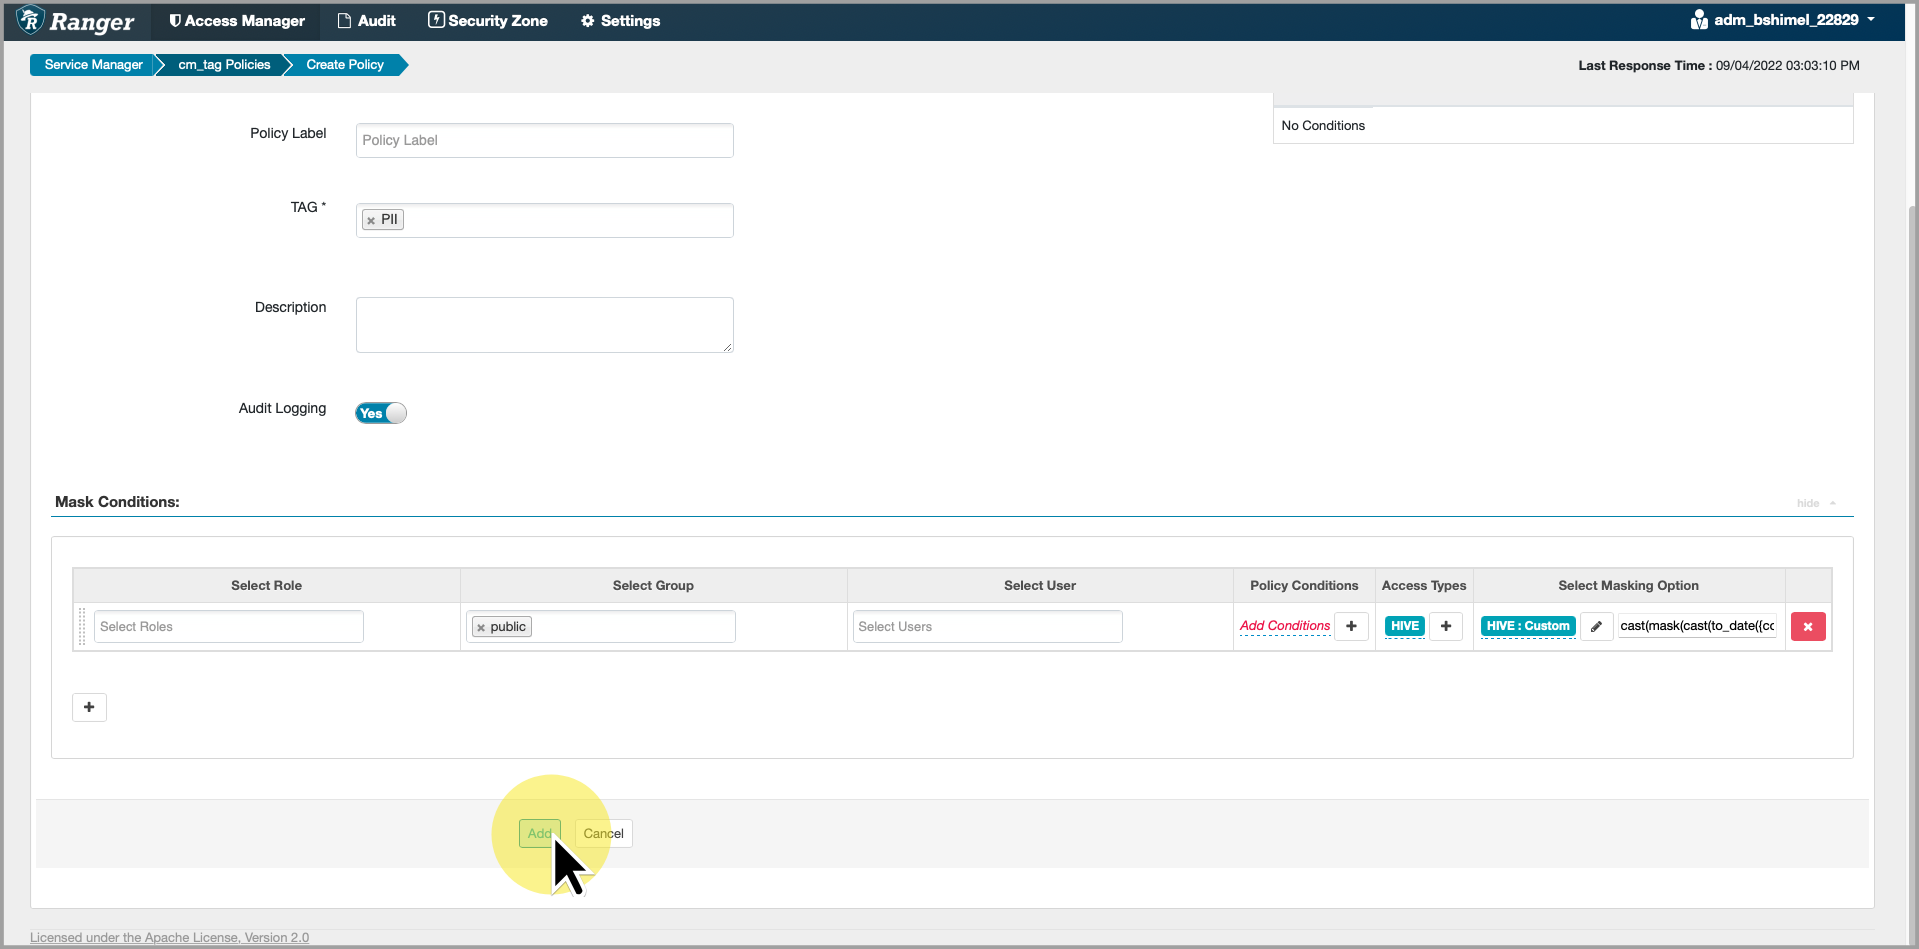 Ranger Access Manager Audit Security Zone Settings adm_bshimel_22829
Service Manager cm_tag Policies Create Policy Last Response Time : 09/04/2022 03:03:10 PM
No Conditions
Policy Label Policy Label
TAG * PII
Description
Audit Logging Yes
Mask Conditions: hide
Select Role Select Group Select User Policy Conditions Access Types Select Masking Option
Select Roles public Select Users Add Conditions HIVE HIVE : Custom cast(mask(cast(to_date({cc
Add Cancel
Licensed under the Apache License, Version 2.0